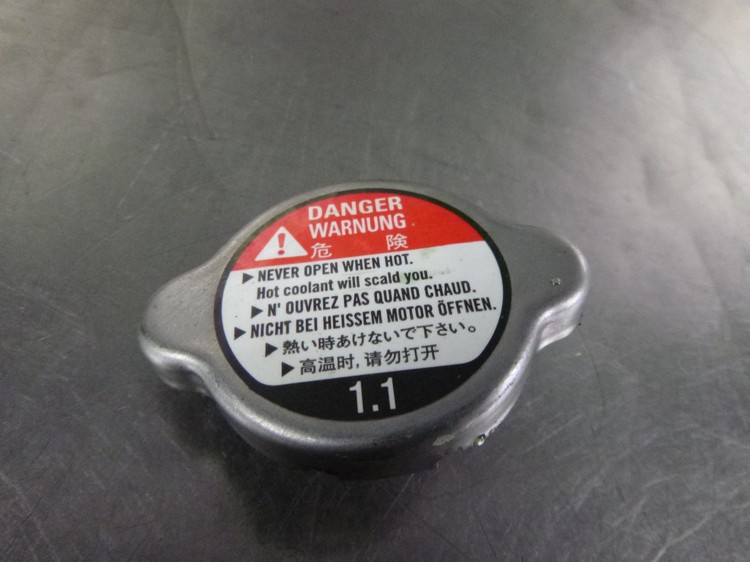 DANGER
WARNUNG
危 険
▶ NEVER OPEN WHEN HOT.
Hot coolant will scald you.
▶ N' OUVREZ PAS QUAND CHAUD.
▶ NICHT BEI HEISSEM MOTOR ÖFFNEN.
▶ 熱い時あけないで下さい。
▶ 高温时,请勿打开
1.1